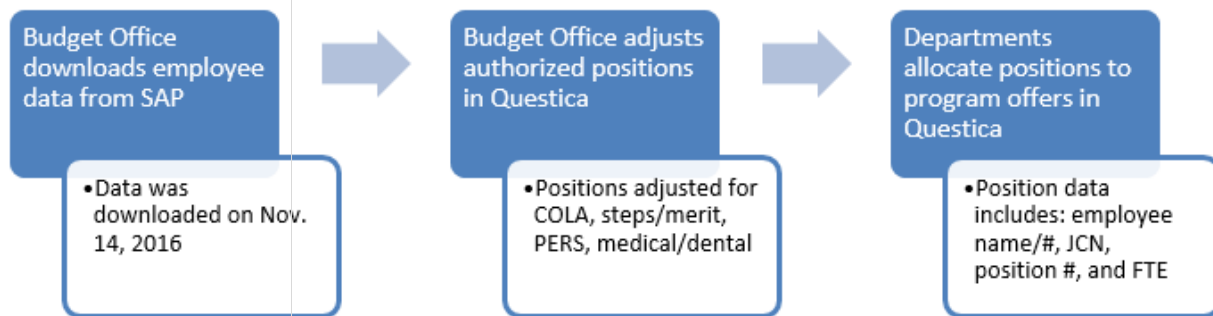 Budget Office
downloads employee
data from SAP
•Data was
downloaded on Nov.
14, 2016
Budget Office adjusts
authorized positions
in Questica
•Positions adjusted for
COLA, steps/merit,
PERS, medical/dental
Departments
allocate positions to
program offers in
Questica
•Position data
includes: employee
name/#, JCN,
position #, and FTE